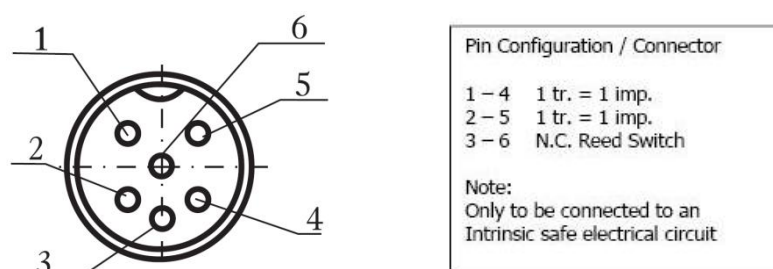 1
6
5
2
4
3
Pin Configuration / Connector
1 – 4 1 tr. = 1 imp.
2 – 5 1 tr. = 1 imp.
3 – 6 N.C. Reed Switch
Note:
Only to be connected to an
Intrinsic safe electrical circuit